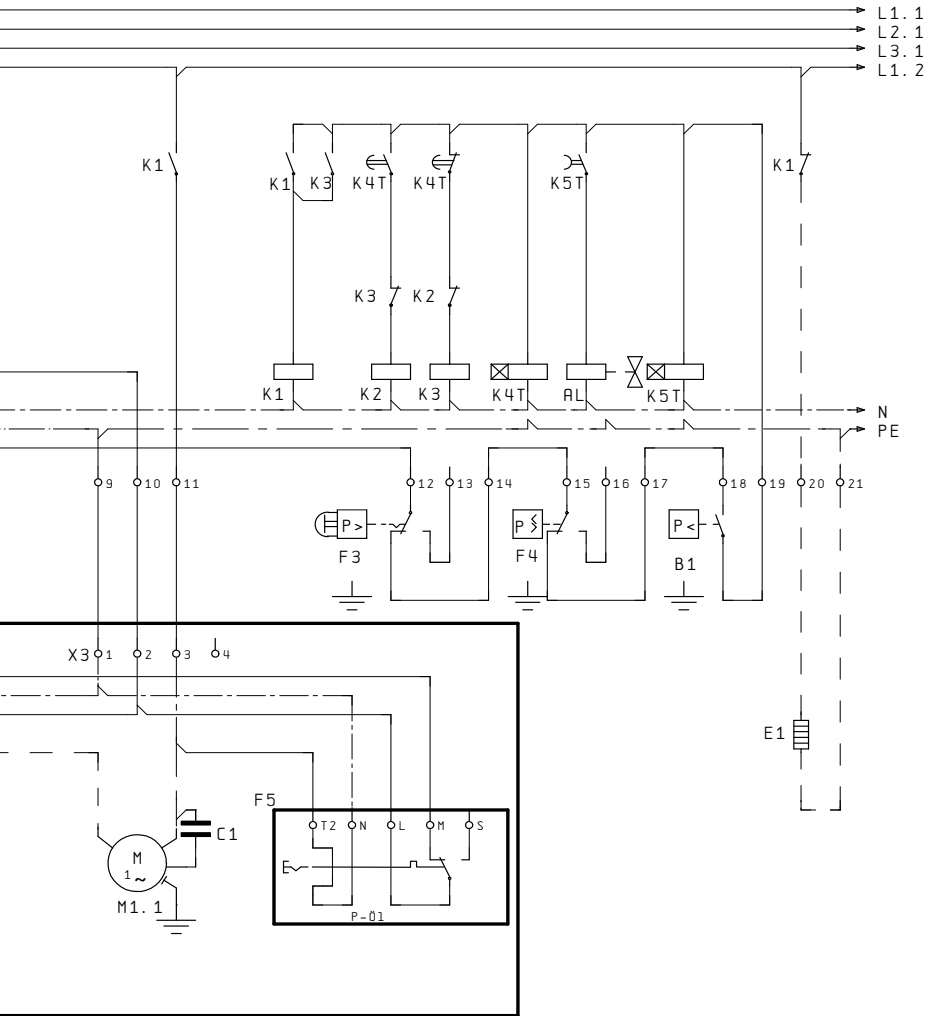 L1.1
L2.1
L3.1
L1.2
K1
K1
K3
K4T
K4T
K5T
K1
K3
K2
K1
K2
K3
K4T
AL
K5T
N
PE
9
10
11
12
13
14
15
16
17
18
19
20
21
P>
P
P<
F3
F4
B1
X3
1
2
3
4
E1
F5
T2
N
L
M
S
C1
M
1~
M1.1
P-Öl